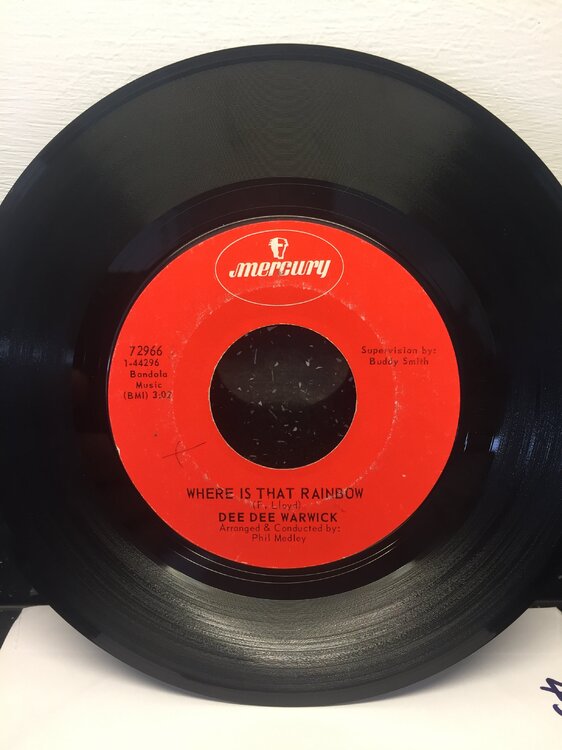 mercury
72966
1-44296
Bandola
Music
(BMI) 3:02
Supervision by:
Buddy Smith
WHERE IS THAT RAINBOW
(F. Lloyd)
DEE DEE WARWICK
Arranged & Conducted by:
Phil Medley